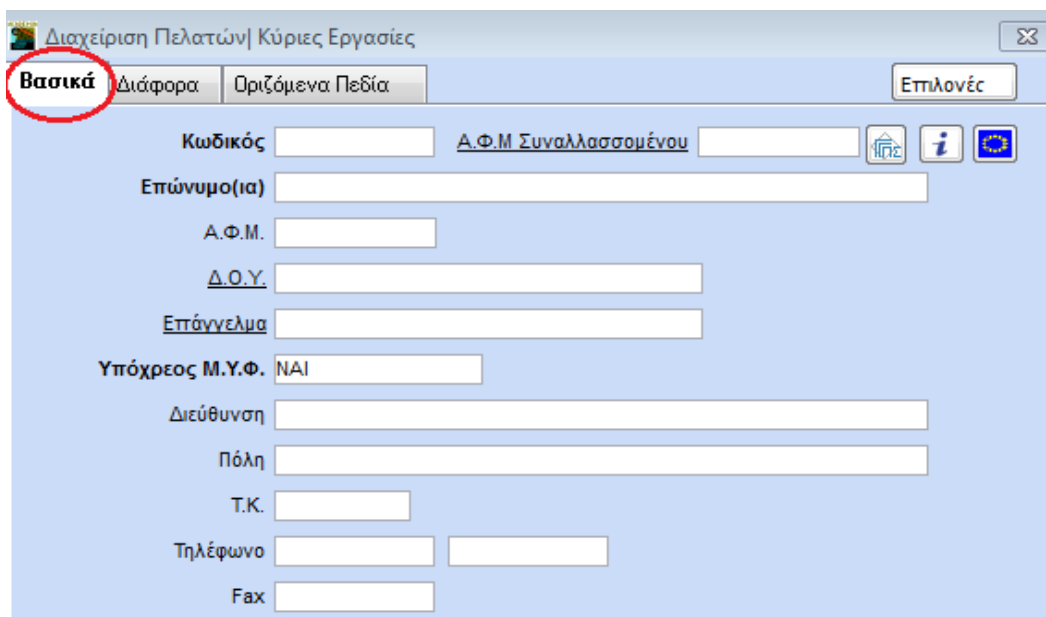 Διαχείριση Πελατών| Κύριες Εργασίες
Βασικά Διάφορα Οριζόμενα Πεδία Επιλογές
Κωδικός Α.Φ.Μ Συναλλασσομένου
Επώνυμο(ια)
Α.Φ.Μ.
Δ.Ο.Υ.
Επάγγελμα
Υπόχρεος Μ.Υ.Φ. ΝΑΙ
Διεύθυνση
Πόλη
Τ.Κ.
Τηλέφωνο
Fax